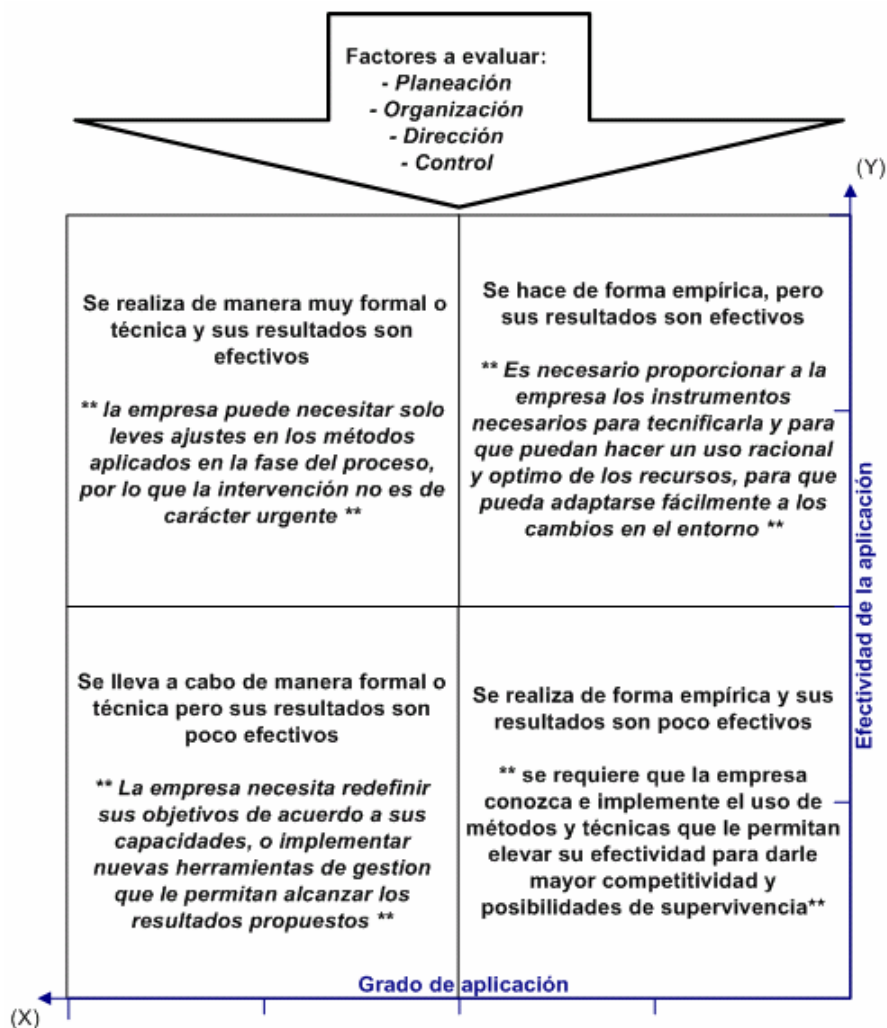 Factores a evaluar:
- Planeación
- Organización
- Dirección
- Control
(Y)
Se realiza de manera muy formal o
técnica y sus resultados son
efectivos
** la empresa puede necesitar solo
leves ajustes en los métodos
aplicados en la fase del proceso,
por lo que la intervención no es de
carácter urgente **
Se hace de forma empírica, pero
sus resultados son efectivos
** Es necesario proporcionar a la
empresa los instrumentos
necesarios para tecnificarla y para
que puedan hacer un uso racional
y optimo de los recursos, para que
pueda adaptarse fácilmente a los
cambios en el entorno **
Efectividad de la aplicación
Se lleva a cabo de manera formal o
técnica pero sus resultados son
poco efectivos
** La empresa necesita redefinir
sus objetivos de acuerdo a sus
capacidades, o implementar
nuevas herramientas de gestion
que le permitan alcanzar los
resultados propuestos **
Se realiza de forma empírica y sus
resultados son poco efectivos
** se requiere que la empresa
conozca e implemente el uso de
métodos y técnicas que le permitan
elevar su efectividad para darle
mayor competitividad y
posibilidades de supervivencia**
Grado de aplicación
(X)